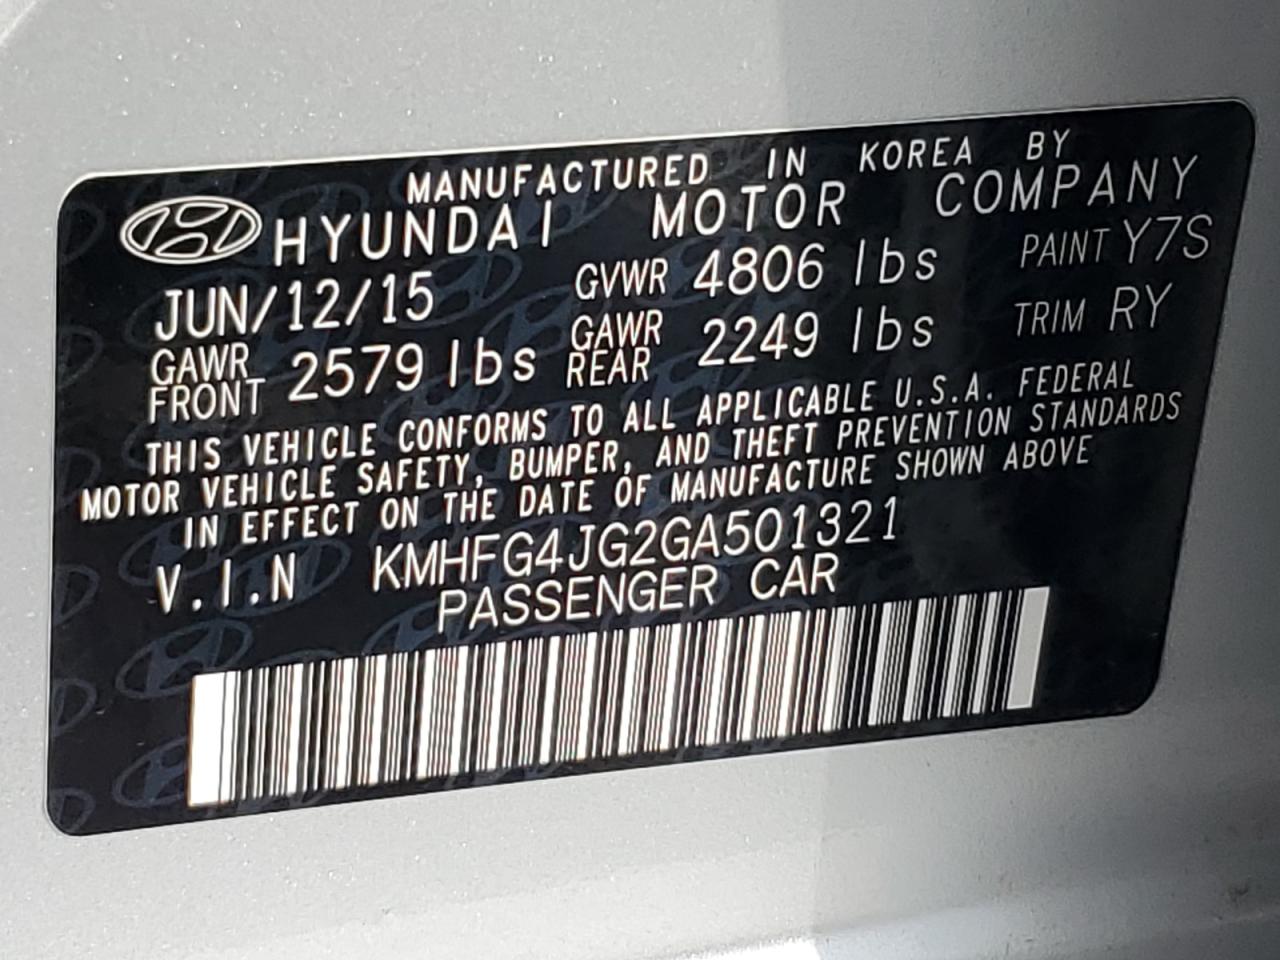 MANUFACTURED IN KOREA BY
HYUNDAI MOTOR COMPANY
JUN/12/15 GVWR 4806 lbs PAINT Y7S
GAWR FRONT 2579 lbs GAWR REAR 2249 lbs TRIM RY
THIS VEHICLE CONFORMS TO ALL APPLICABLE U.S.A. FEDERAL
MOTOR VEHICLE SAFETY, BUMPER, AND THEFT PREVENTION STANDARDS
IN EFFECT ON THE DATE OF MANUFACTURE SHOWN ABOVE
V.I.N KMHFG4JG2GA501321
PASSENGER CAR